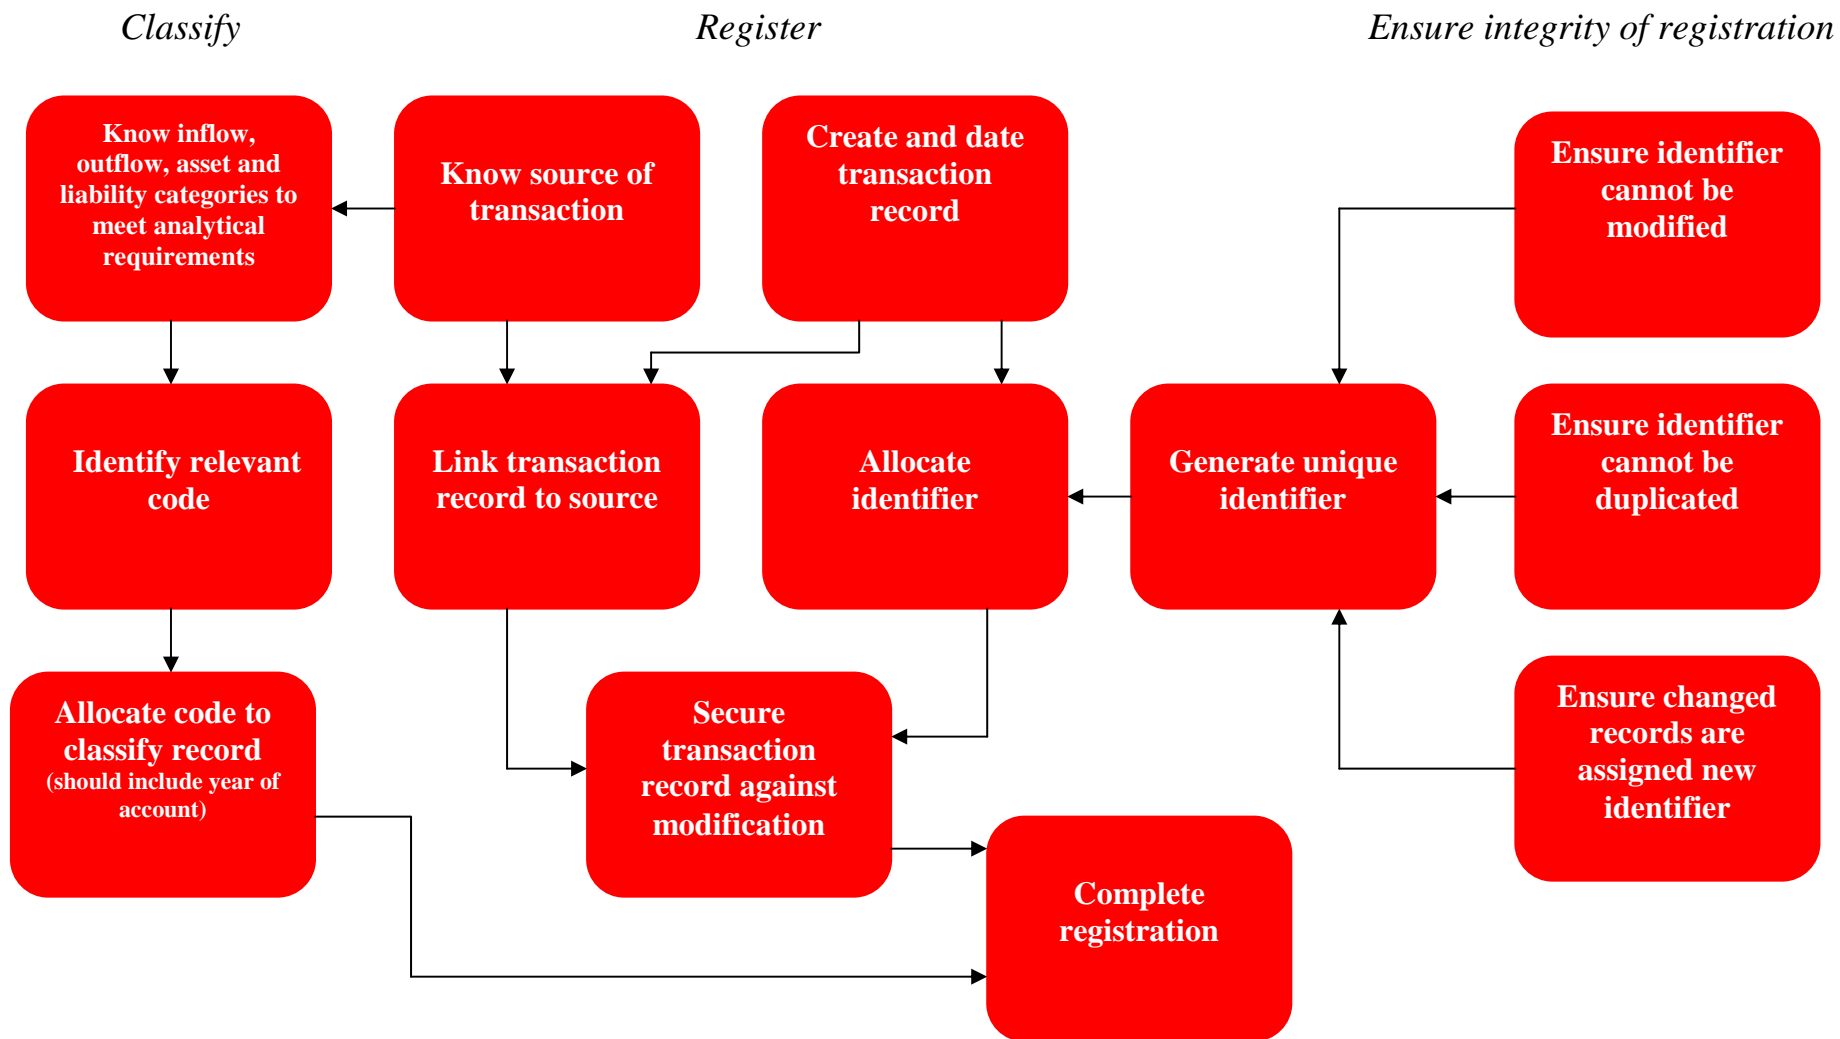 Classify
Register
Ensure integrity of registration
Know inflow,
outflow, asset and
liability categories to
meet analytical
requirements
Know source of
transaction
Create and date
transaction
record
Ensure identifier
cannot be
modified
Identify relevant
code
Link transaction
record to source
Allocate
identifier
Generate unique
identifier
Ensure identifier
cannot be
duplicated
Allocate code to
classify record
(should include year of
account)
Secure
transaction
record against
modification
Ensure changed
records are
assigned new
identifier
Complete
registration